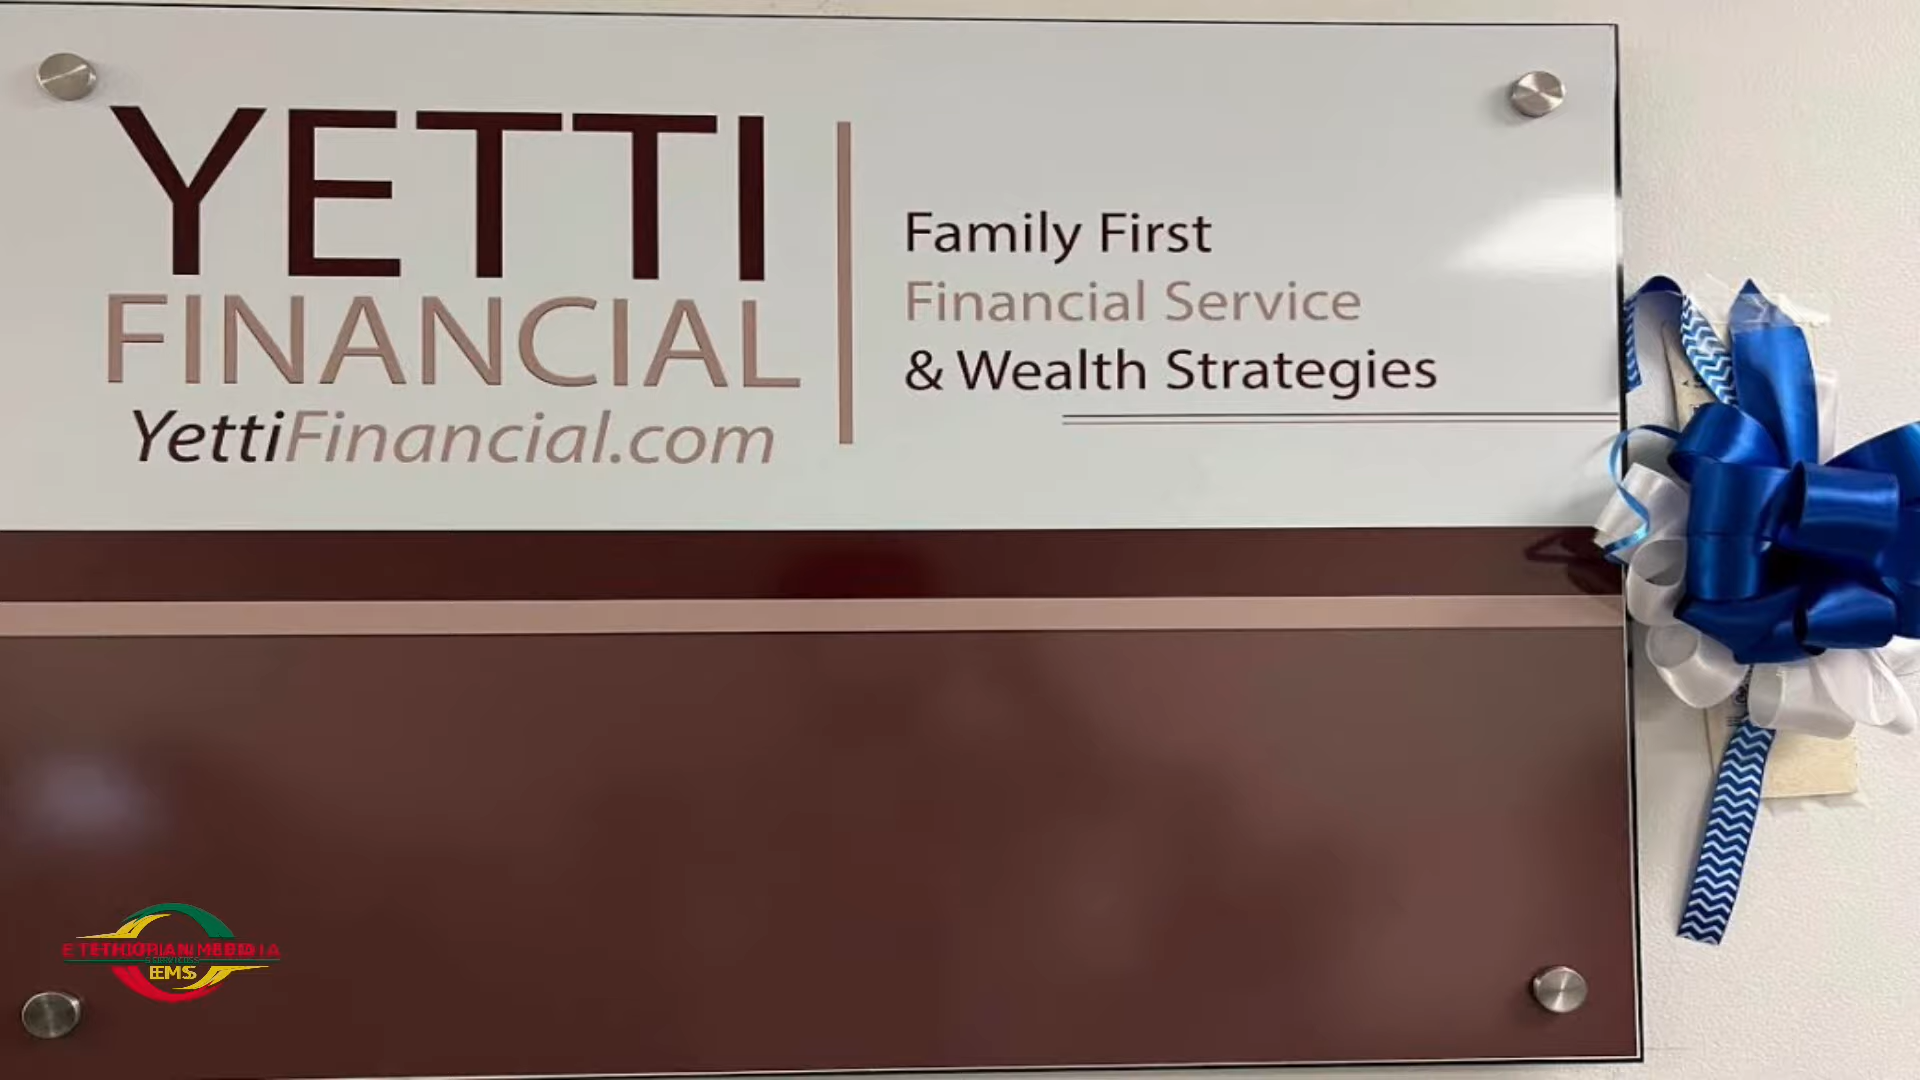 YETTI
FINANCIAL
YettiFinancial.com
Family First
Financial Service
& Wealth Strategies
EMS